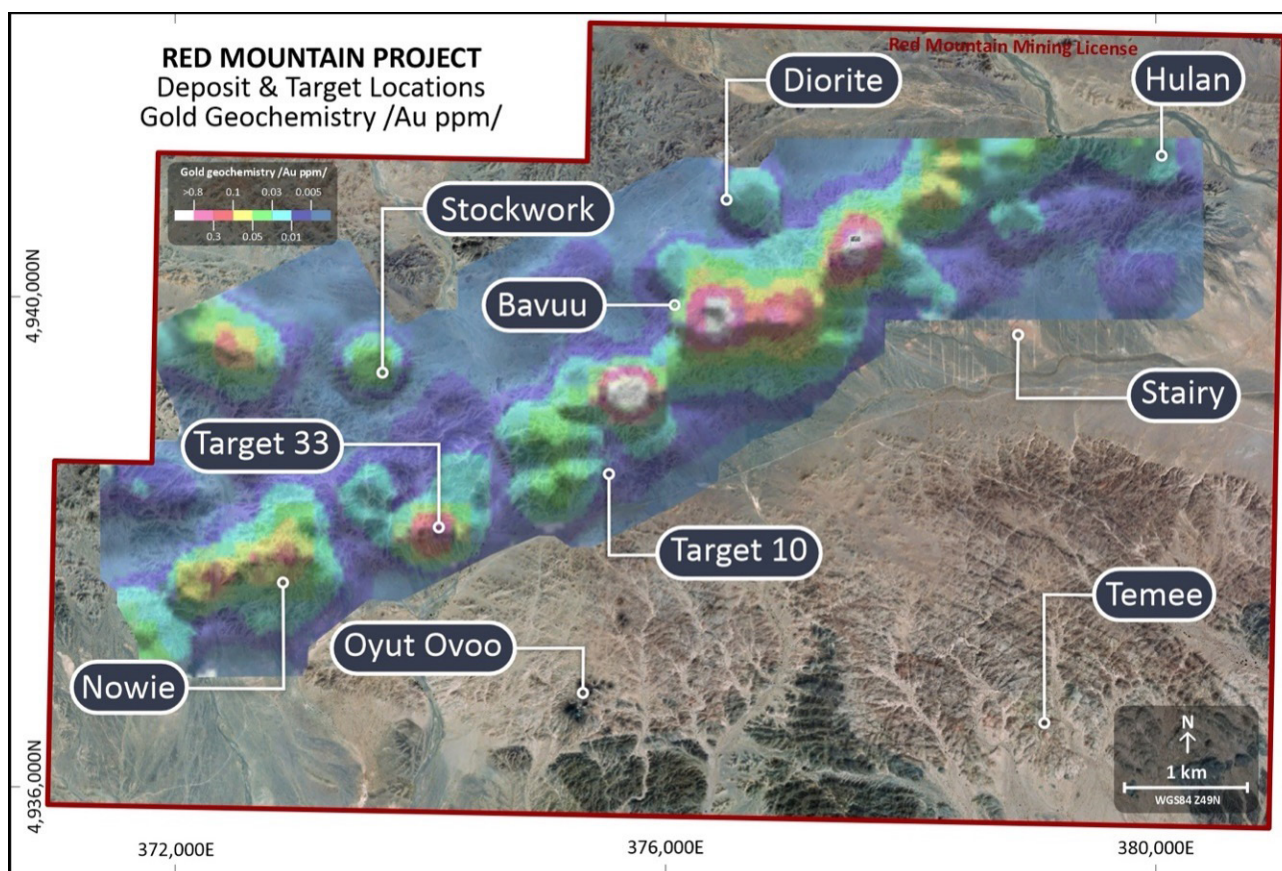 RED MOUNTAIN PROJECT
Deposit & Target Locations
Gold Geochemistry /Au ppm/
Red Mountain Mining License
Diorite
Hulan
Gold geochemistry /Au ppm/
>0.8 0.1 0.03 0.005
0.3 0.05 0.01
Stockwork
Bavuu
4,940,000N
Stairy
Target 33
Target 10
Temee
Oyut Ovoo
Nowie
N
1 km
WGS84 Z49N
4,936,000N
372,000E 376,000E 380,000E